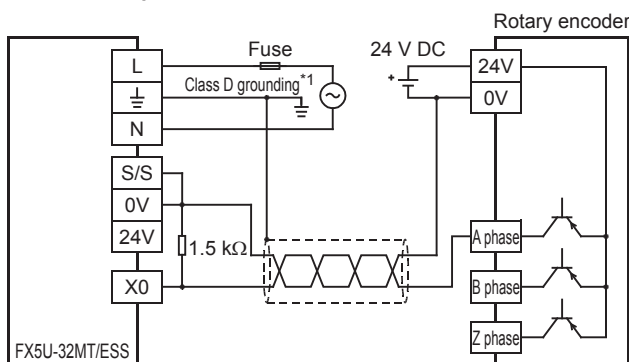 Rotary encoder
Fuse
24 V DC
L
Class D grounding*1
N
+
24V
0V
S/S
0V
24V
1.5 kΩ
X0
A phase
B phase
Z phase
FX5U-32MT/ESS